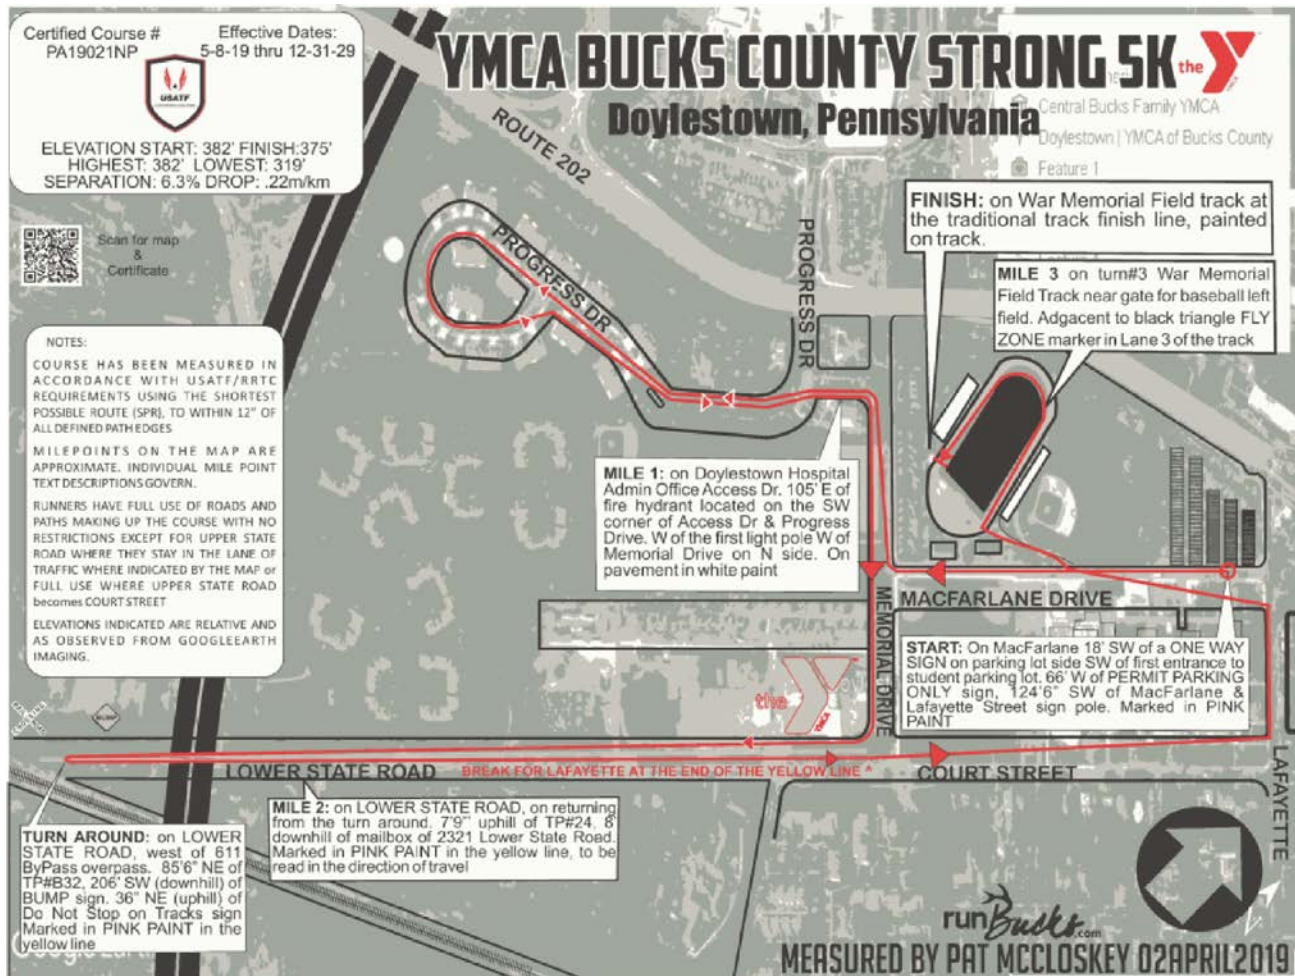 Certified Course #
PA19021NP
Effective Dates:
5-8-19 thru 12-31-29
USATF
ELEVATION START: 382' FINISH:375'
HIGHEST: 382' LOWEST: 319'
SEPARATION: 6.3% DROP: .22m/km
YMCA BUCKS COUNTY STRONG 5K
the
YMCA
Doylestown, Pennsylvania
Central Bucks Family YMCA
Doylestown | YMCA of Bucks County
Feature 1
Scan for map
&
Certificate
ROUTE 202
PROGRESS DR
PROGRESS DR
FINISH: on War Memorial Field track at
the traditional track finish line, painted
on track.
MILE 3 on turn#3 War Memorial
Field Track near gate for baseball left
field. Adgacent to black triangle FLY
ZONE marker in Lane 3 of the track
NOTES:
COURSE HAS BEEN MEASURED IN
ACCORDANCE WITH USATF/RRTC
REQUIREMENTS USING THE SHORTEST
POSSIBLE ROUTE (SPR), TO WITHIN 12" OF
ALL DEFINED PATH EDGES
MILEPOINTS ON THE MAP ARE
APPROXIMATE. INDIVIDUAL MILE POINT
TEXT DESCRIPTIONS GOVERN.
RUNNERS HAVE FULL USE OF ROADS AND
PATHS MAKING UP THE COURSE WITH NO
RESTRICTIONS EXCEPT FOR UPPER STATE
ROAD WHERE THEY STAY IN THE LANE OF
TRAFFIC WHERE INDICATED BY THE MAP or
FULL USE WHERE UPPER STATE ROAD
becomes COURT STREET
ELEVATIONS INDICATED ARE RELATIVE AND
AS OBSERVED FROM GOOGLEEARTH
IMAGING.
MILE 1: on Doylestown Hospital
Admin Office Access Dr. 105' E of
fire hydrant located on the SW
corner of Access Dr & Progress
Drive. W of the first light pole W of
Memorial Drive on N side. On
pavement in white paint
MACFARLANE DRIVE
MEMORIAL DRIVE
START: On MacFarlane 18' SW of a ONE WAY
SIGN on parking lot side SW of first entrance to
student parking lot. 66' W of PERMIT PARKING
ONLY sign, 124'6" SW of MacFarlane &
Lafayette Street sign pole. Marked in PINK
PAINT
the
YMCA
BUMP
LOWER STATE ROAD
BREAK FOR LAFAYETTE AT THE END OF THE YELLOW LINE ^
COURT STREET
LAFAYETTE
TURN AROUND: on LOWER
STATE ROAD, west of 611
ByPass overpass. 85'6" NE of
TP#B32, 206' SW (downhill) of
BUMP sign. 36" NE (uphill) of
Do Not Stop on Tracks sign
Marked in PINK PAINT in the
yellow line
MILE 2: on LOWER STATE ROAD, on returning
from the turn around. 7'9"' uphill of TP#24, 8'
downhill of mailbox of 2321 Lower State Road.
Marked in PINK PAINT in the yellow line, to be
read in the direction of travel
runBucks.com
MEASURED BY PAT MCCLOSKEY 02APRIL2019